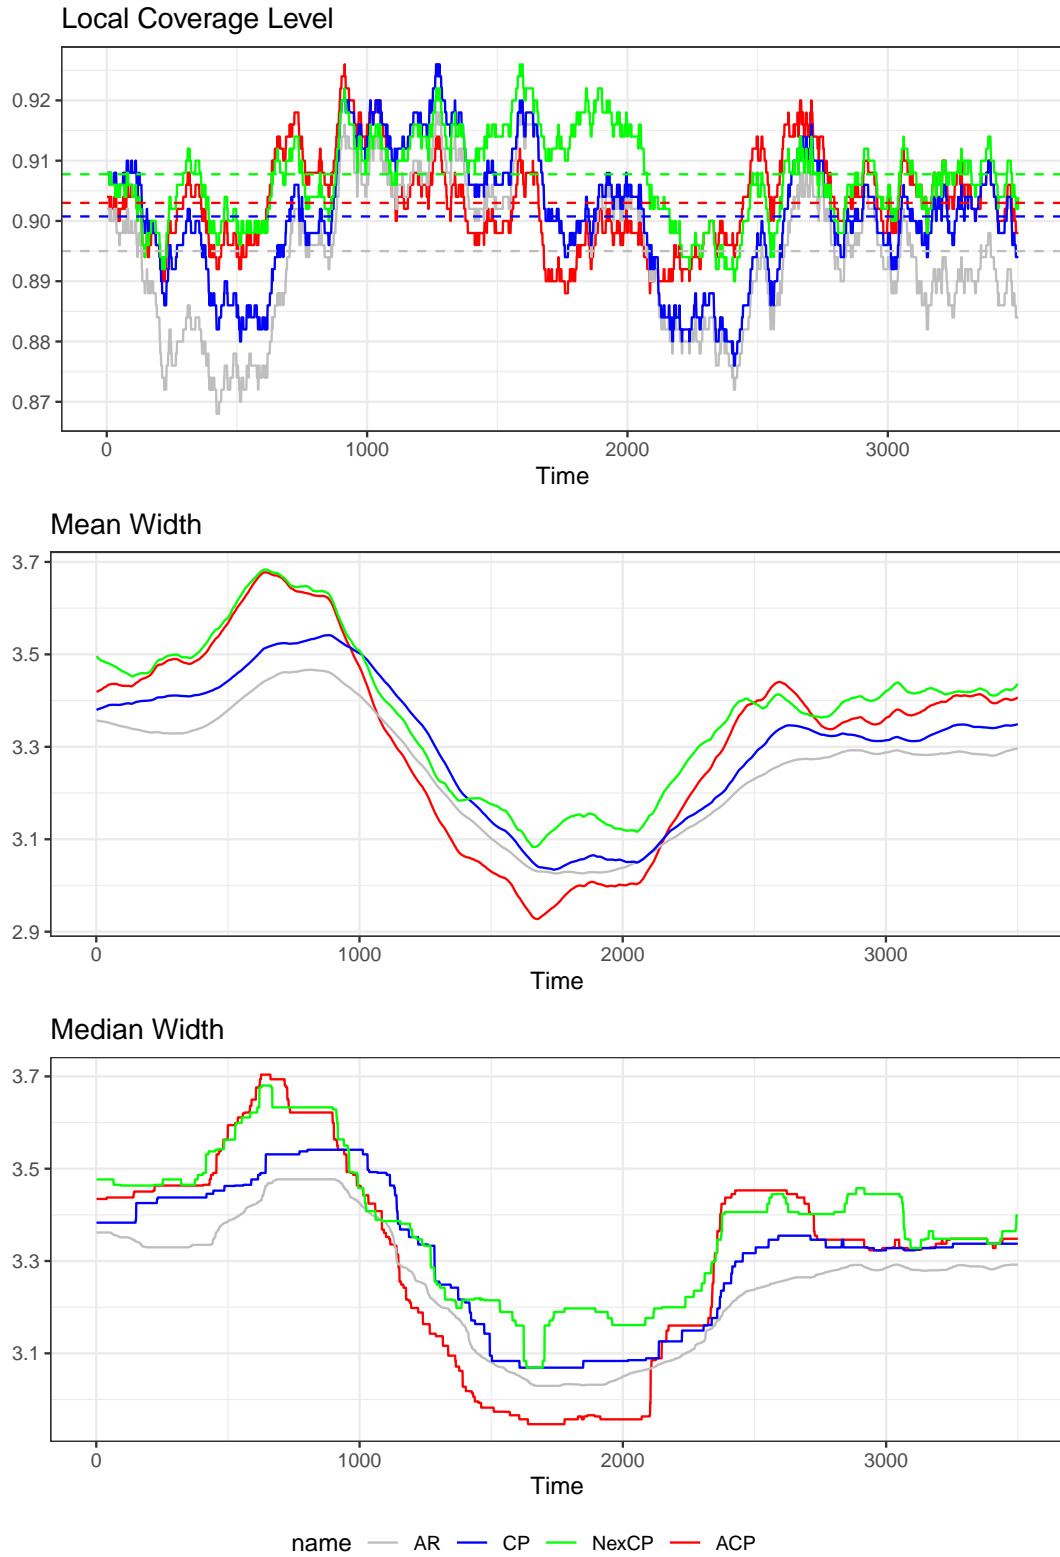 Local Coverage Level
0.92
0.91
0.90
0.89
0.88
0.87
0 1000 2000 3000
Time
Mean Width
3.7
3.5
3.3
3.1
2.9
0 1000 2000 3000
Time
Median Width
3.7
3.5
3.3
3.1
0 1000 2000 3000
Time
name AR CP NexCP ACP